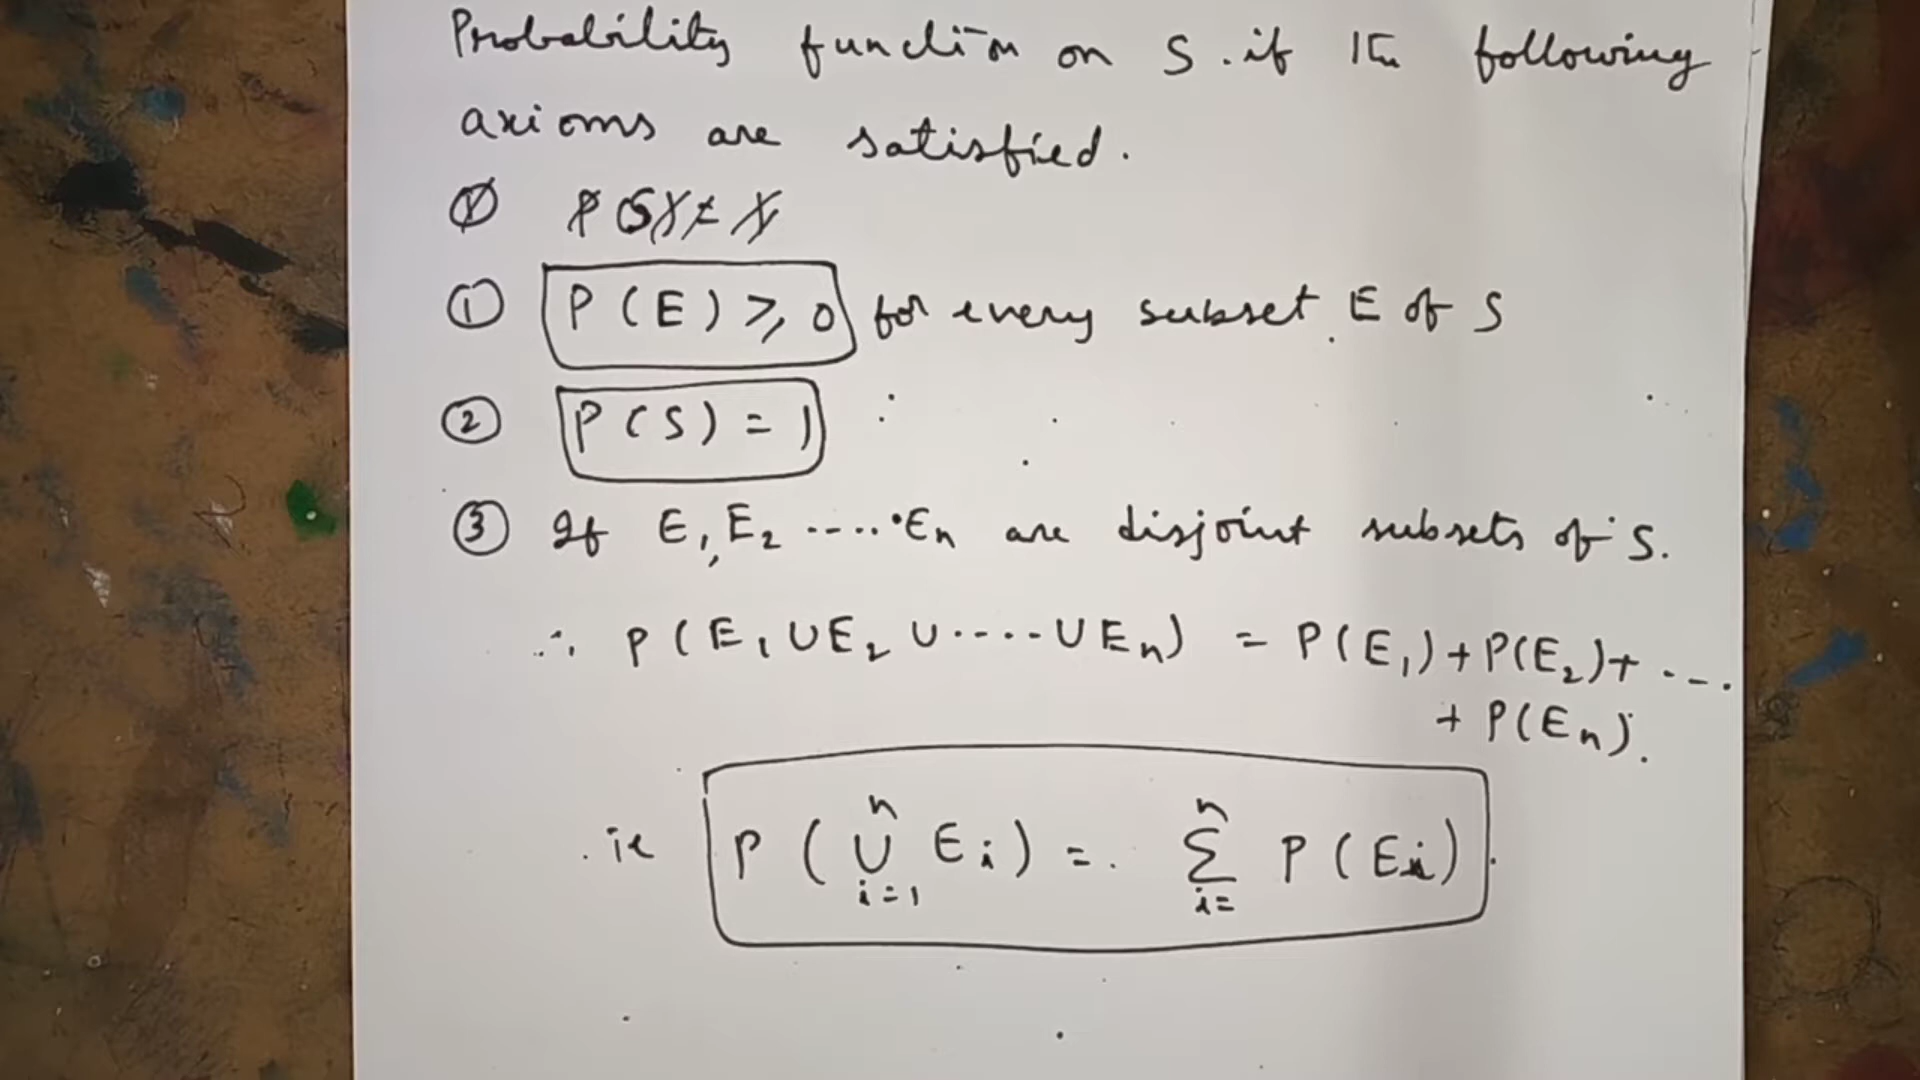 Probability function on S. if the following
axioms are satisfied.
① P(E) ≥ 0 for every subset E of S
② P(S) = 1
③ If E₁, E₂ ..... Eₙ are disjoint subsets of S.
∴ P(E₁ ∪ E₂ ∪ .... ∪ Eₙ) = P(E₁) + P(E₂) + ....
+ P(Eₙ).
ie P(⋃ⁿᵢ₌₁ Eᵢ) = Σⁿᵢ₌ P(Eᵢ)